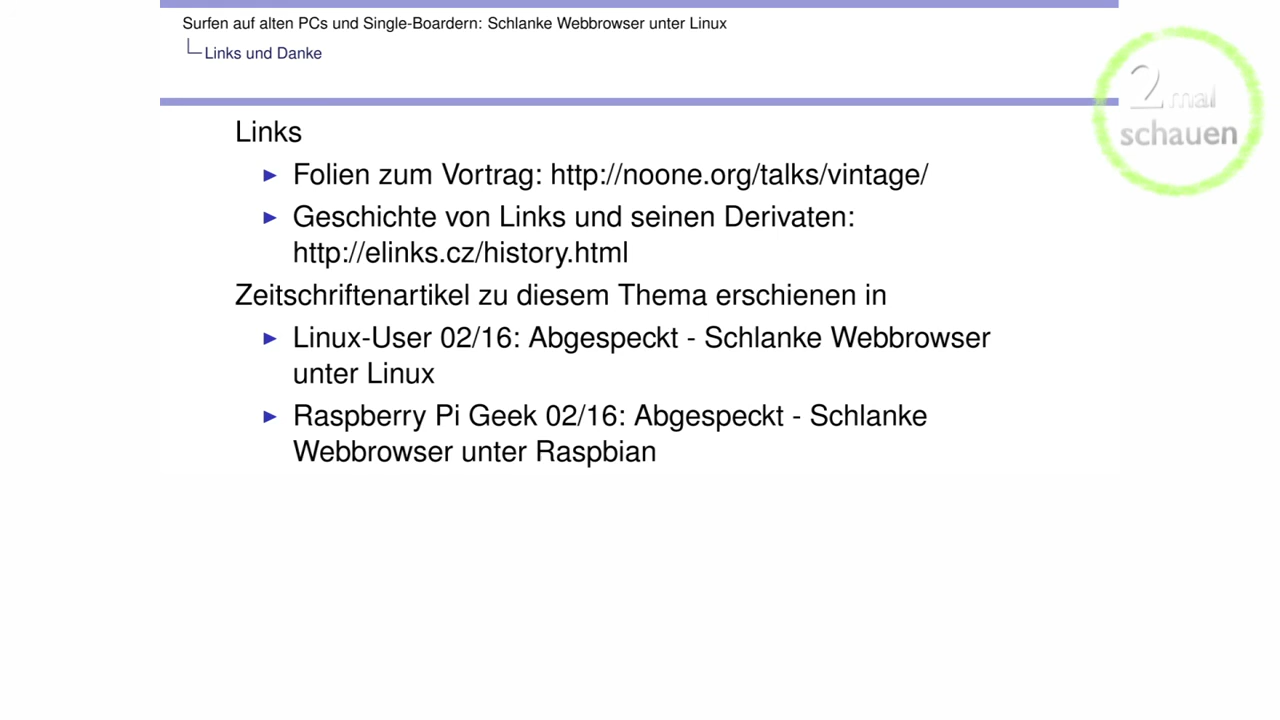 Surfen auf alten PCs und Single-Boardern: Schlanke Webbrowser unter Linux
Links und Danke
2 mal
schauen
Links
Folien zum Vortrag: http://noone.org/talks/vintage/
Geschichte von Links und seinen Derivaten:
http://elinks.cz/history.html
Zeitschriftenartikel zu diesem Thema erschienen in
Linux-User 02/16: Abgespeckt - Schlanke Webbrowser
unter Linux
Raspberry Pi Geek 02/16: Abgespeckt - Schlanke
Webbrowser unter Raspbian